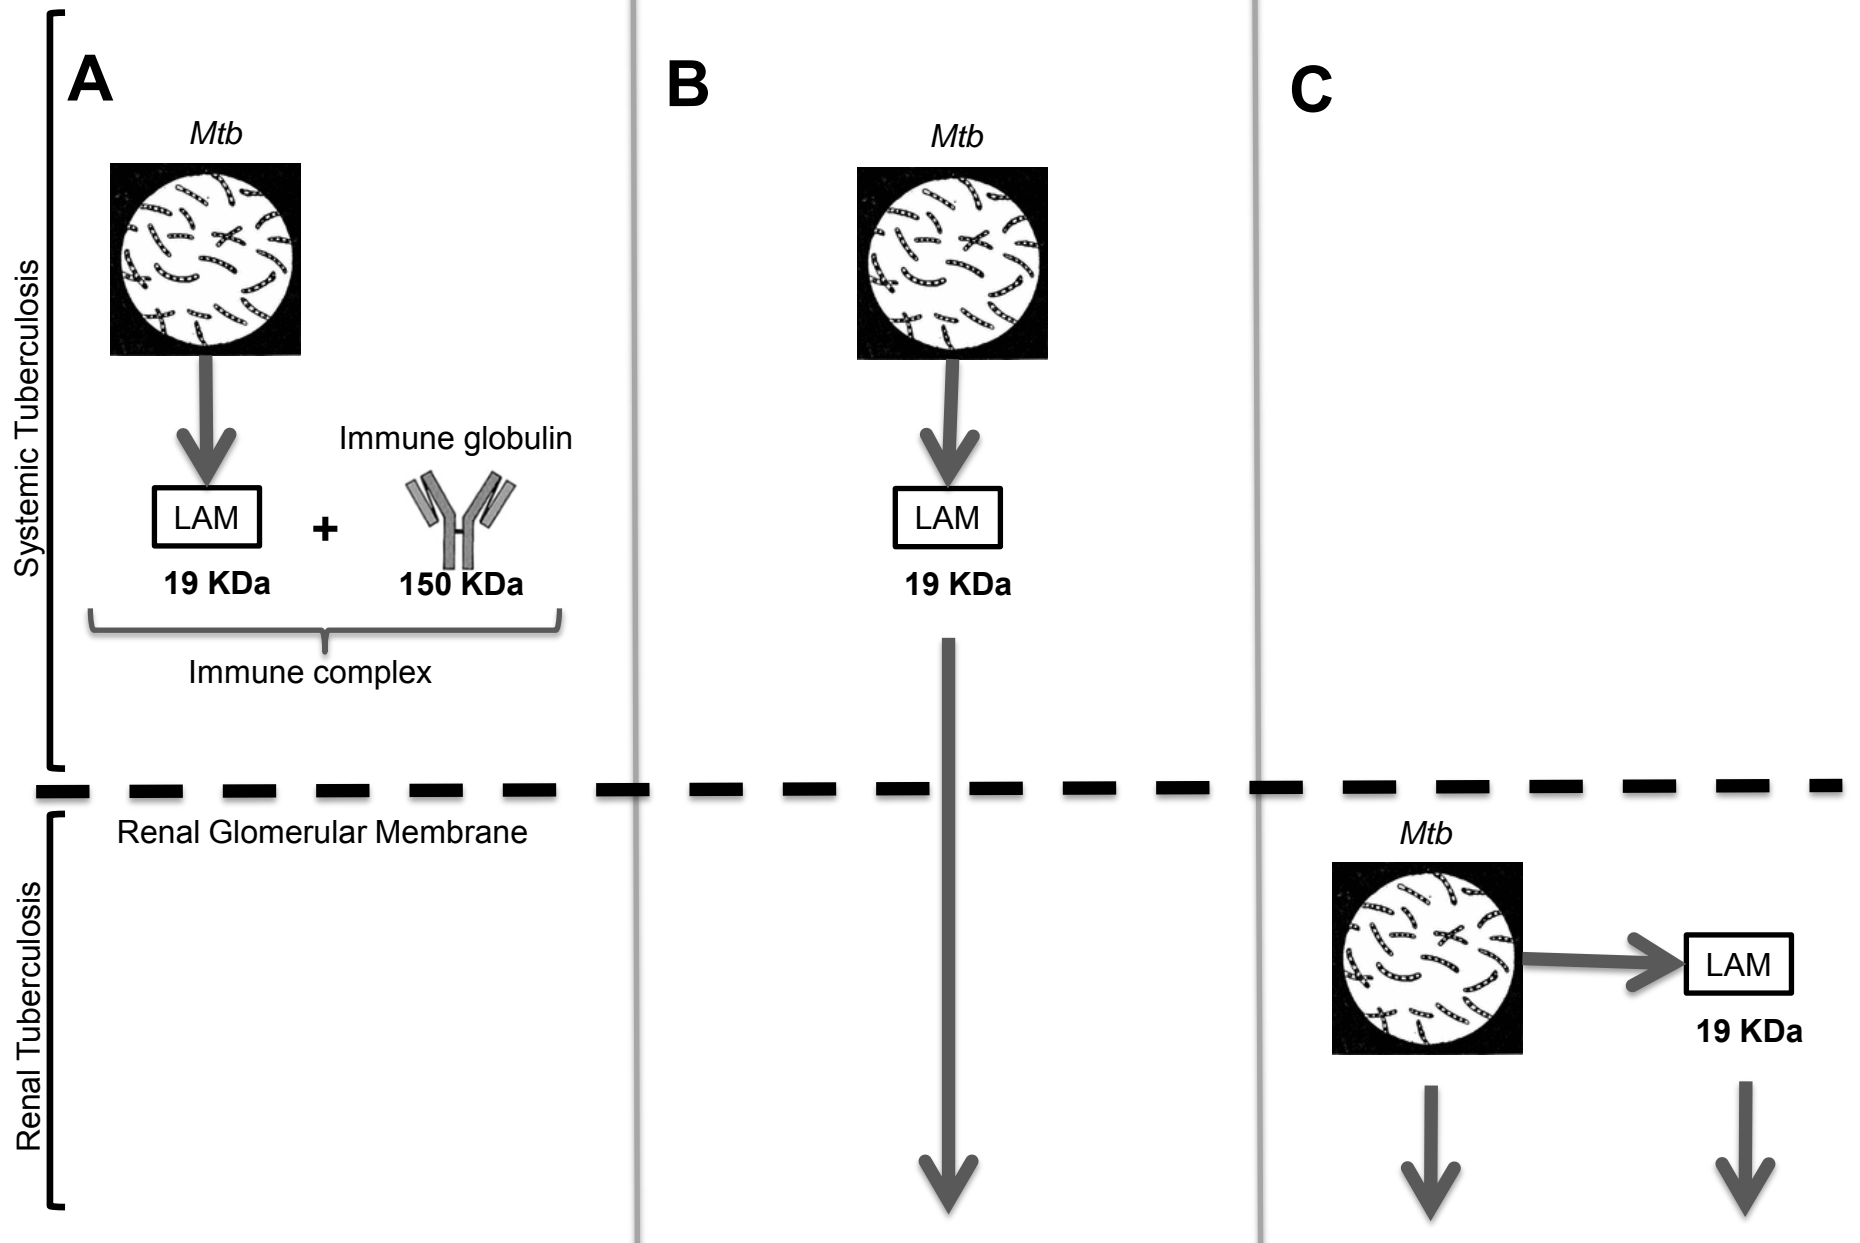 Systemic Tuberculosis
A
Mtb
LAM
+
Immune globulin
19 KDa
150 KDa
Immune complex
B
Mtb
LAM
19 KDa
C
Renal Glomerular Membrane
Renal Tuberculosis
Mtb
LAM
19 KDa